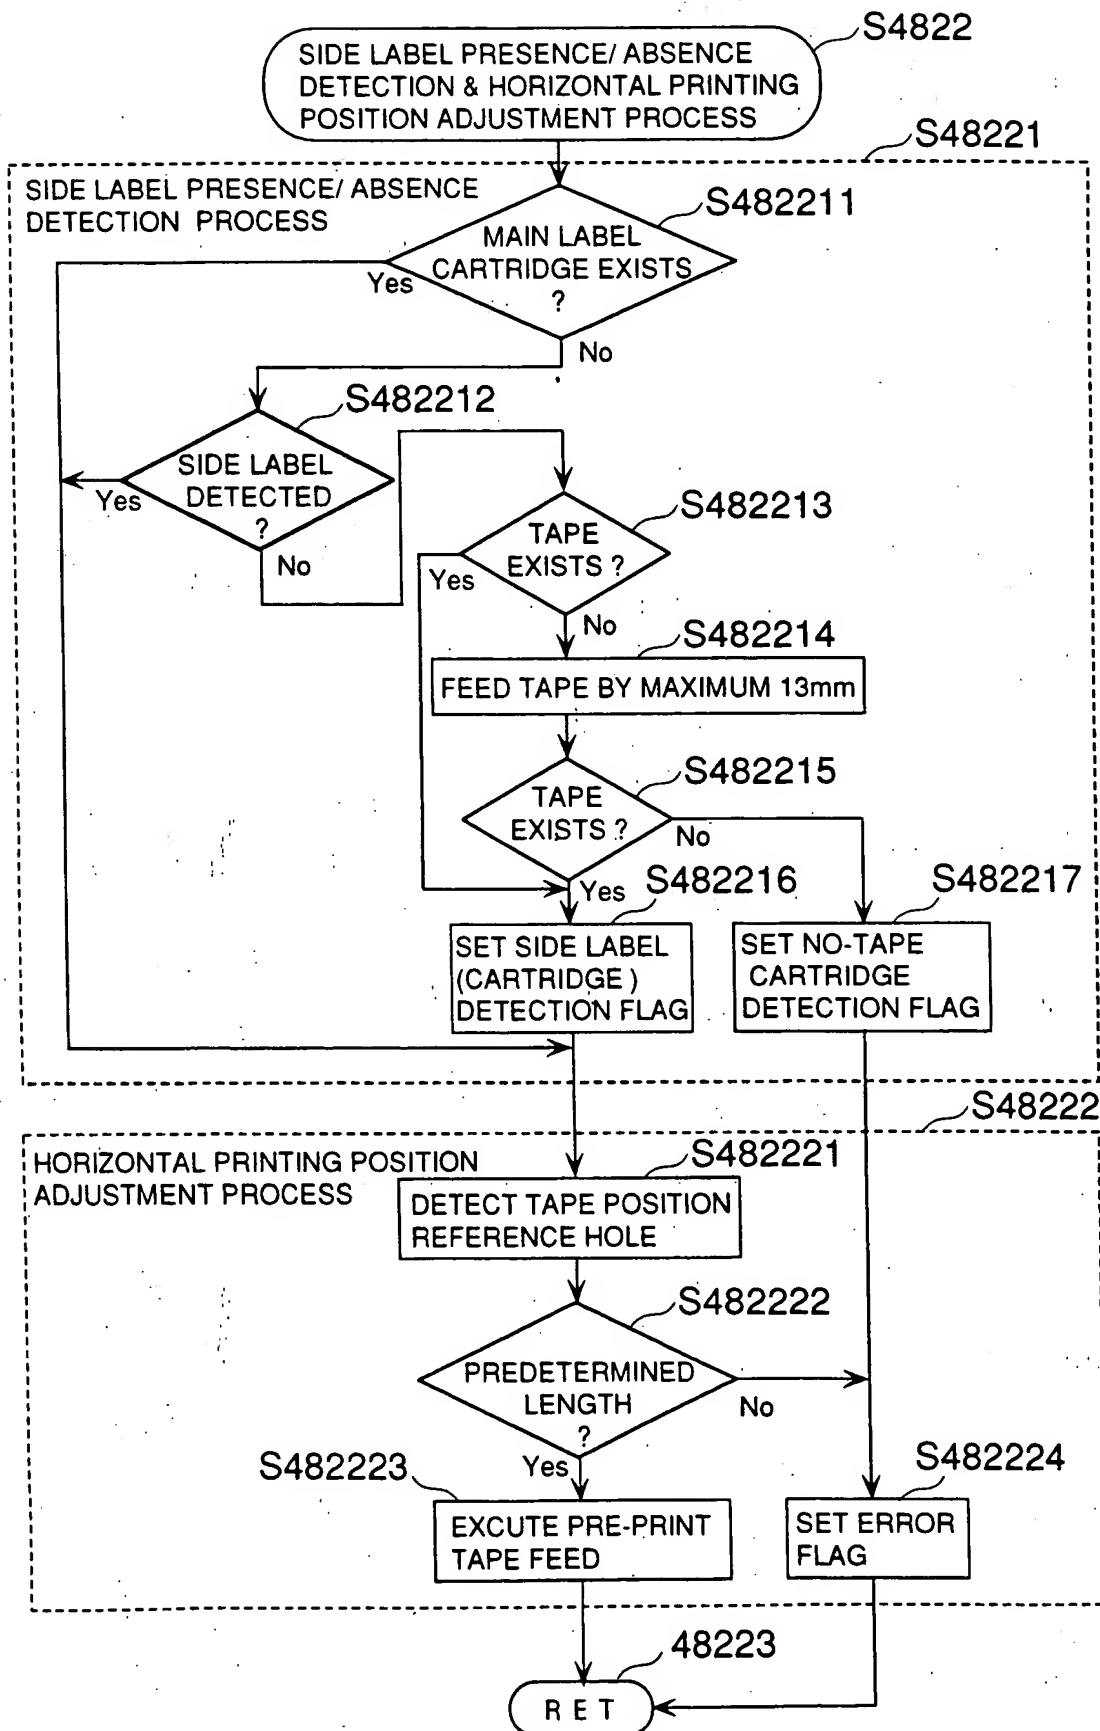 S4822
SIDE LABEL PRESENCE/ ABSENCE
DETECTION & HORIZONTAL PRINTING
POSITION ADJUSTMENT PROCESS
S48221
SIDE LABEL PRESENCE/ ABSENCE
DETECTION PROCESS
S482211
MAIN LABEL
CARTRIDGE EXISTS
?
Yes
No
S482212
SIDE LABEL
DETECTED
?
Yes
No
S482213
TAPE
EXISTS ?
Yes
No
S482214
FEED TAPE BY MAXIMUM 13mm
S482215
TAPE
EXISTS ?
No
Yes
S482216
S482217
SET SIDE LABEL
(CARTRIDGE )
DETECTION FLAG
SET NO-TAPE
CARTRIDGE
DETECTION FLAG
S48222
HORIZONTAL PRINTING POSITION
ADJUSTMENT PROCESS
S482221
DETECT TAPE POSITION
REFERENCE HOLE
S482222
PREDETERMINED
LENGTH
?
No
Yes
S482223
S482224
EXCUTE PRE-PRINT
TAPE FEED
SET ERROR
FLAG
48223
R E T